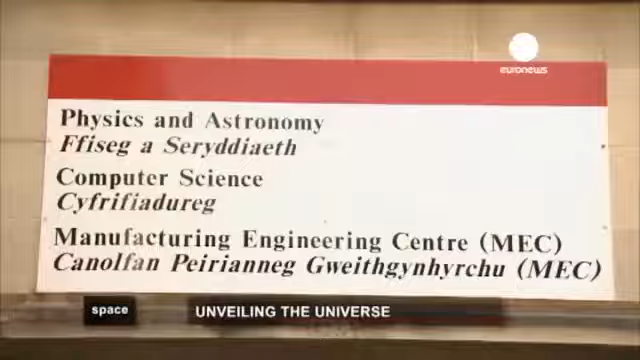 euronews
Physics and Astronomy
Ffiseg a Seryddiaeth
Computer Science
Cyfrifiadureg
Manufacturing Engineering Centre (MEC)
Canolfan Peirianneg Gweithgynhyrchu (MEC)
space UNVEILING THE UNIVERSE